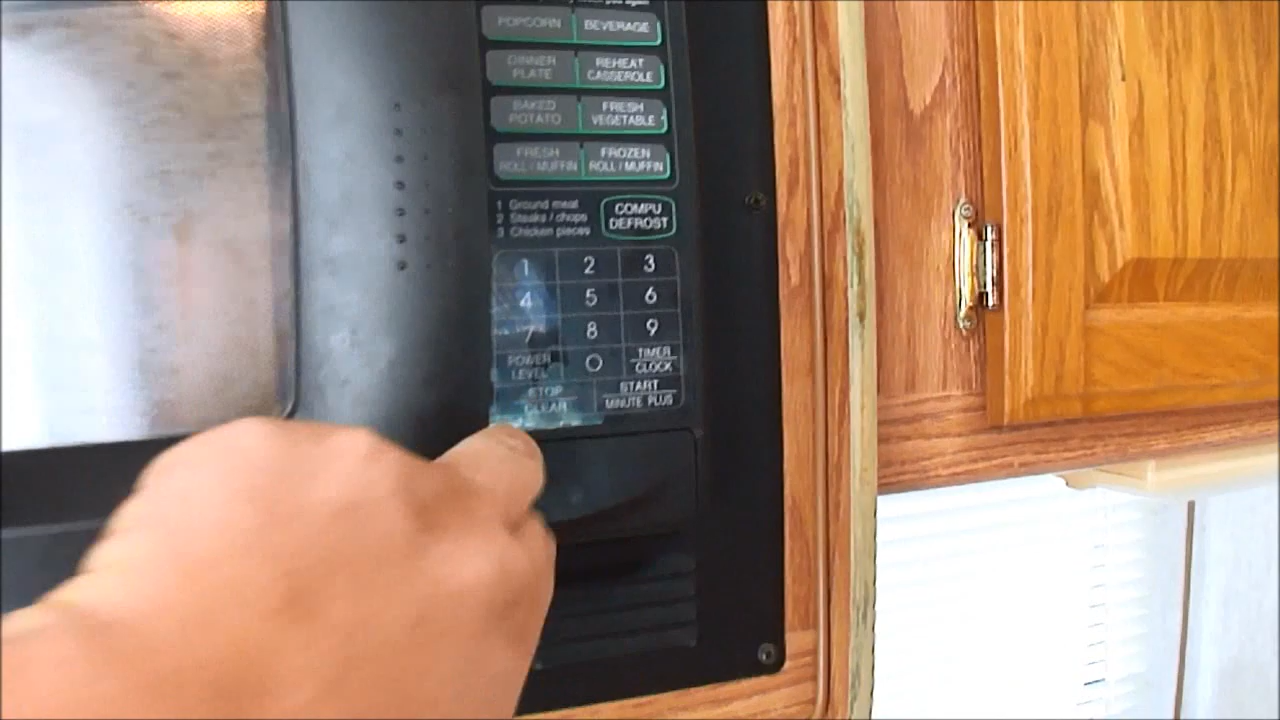 POPCORN BEVERAGE
DINNER PLATE REHEAT CASSEROLE
BAKED POTATO FRESH VEGETABLE
FRESH ROLL / MUFFIN FROZEN ROLL / MUFFIN
1 Ground meat
2 Steaks / chops
3 Chicken pieces
COMPU DEFROST
1 2 3
4 5 6
7 8 9
POWER LEVEL 0 TIMER CLOCK
STOP CLEAR START MINUTE PLUS